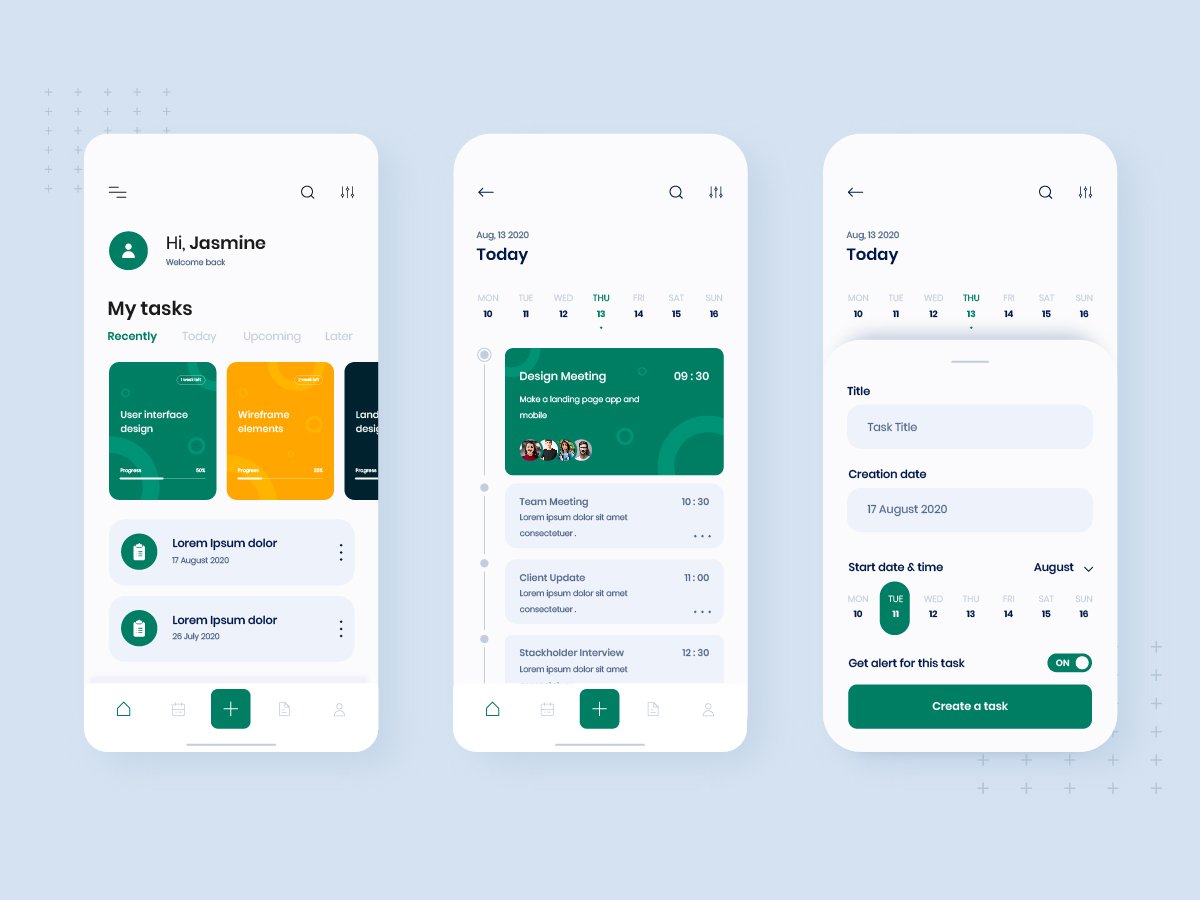 Hi, Jasmine
Welcome back
My tasks
Recently Today Upcoming Later
1 week left
User interface
design
Progress 50%
Wireframe
elements
Progress
Progress
Lorem Ipsum dolor
17 August 2020
Lorem Ipsum dolor
26 July 2020
Aug, 13 2020
Today
MON TUE WED THU FRI SAT SUN
10 11 12 13 14 15 16
Design Meeting 09 : 30
Make a landing page app and
mobile
Team Meeting 10 : 30
Lorem ipsum dolor sit amet
consectetuer .
Client Update 11 : 00
Lorem ipsum dolor sit amet
consectetuer .
Stackholder Interview 12 : 30
Lorem ipsum dolor sit amet
Aug, 13 2020
Today
MON TUE WED THU FRI SAT SUN
10 11 12 13 14 15 16
Title
Task Title
Creation date
17 August 2020
Start date & time August
MON TUE WED THU FRI SAT SUN
10 11 12 13 14 15 16
Get alert for this task ON
Create a task